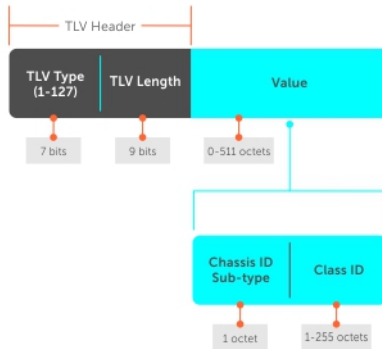 TLV Header
TLV Type
(1-127)
TLV Length
Value
7 bits
9 bits
0-511 octets
Chassis ID
Sub-type
Class ID
1 octet
1-255 octets